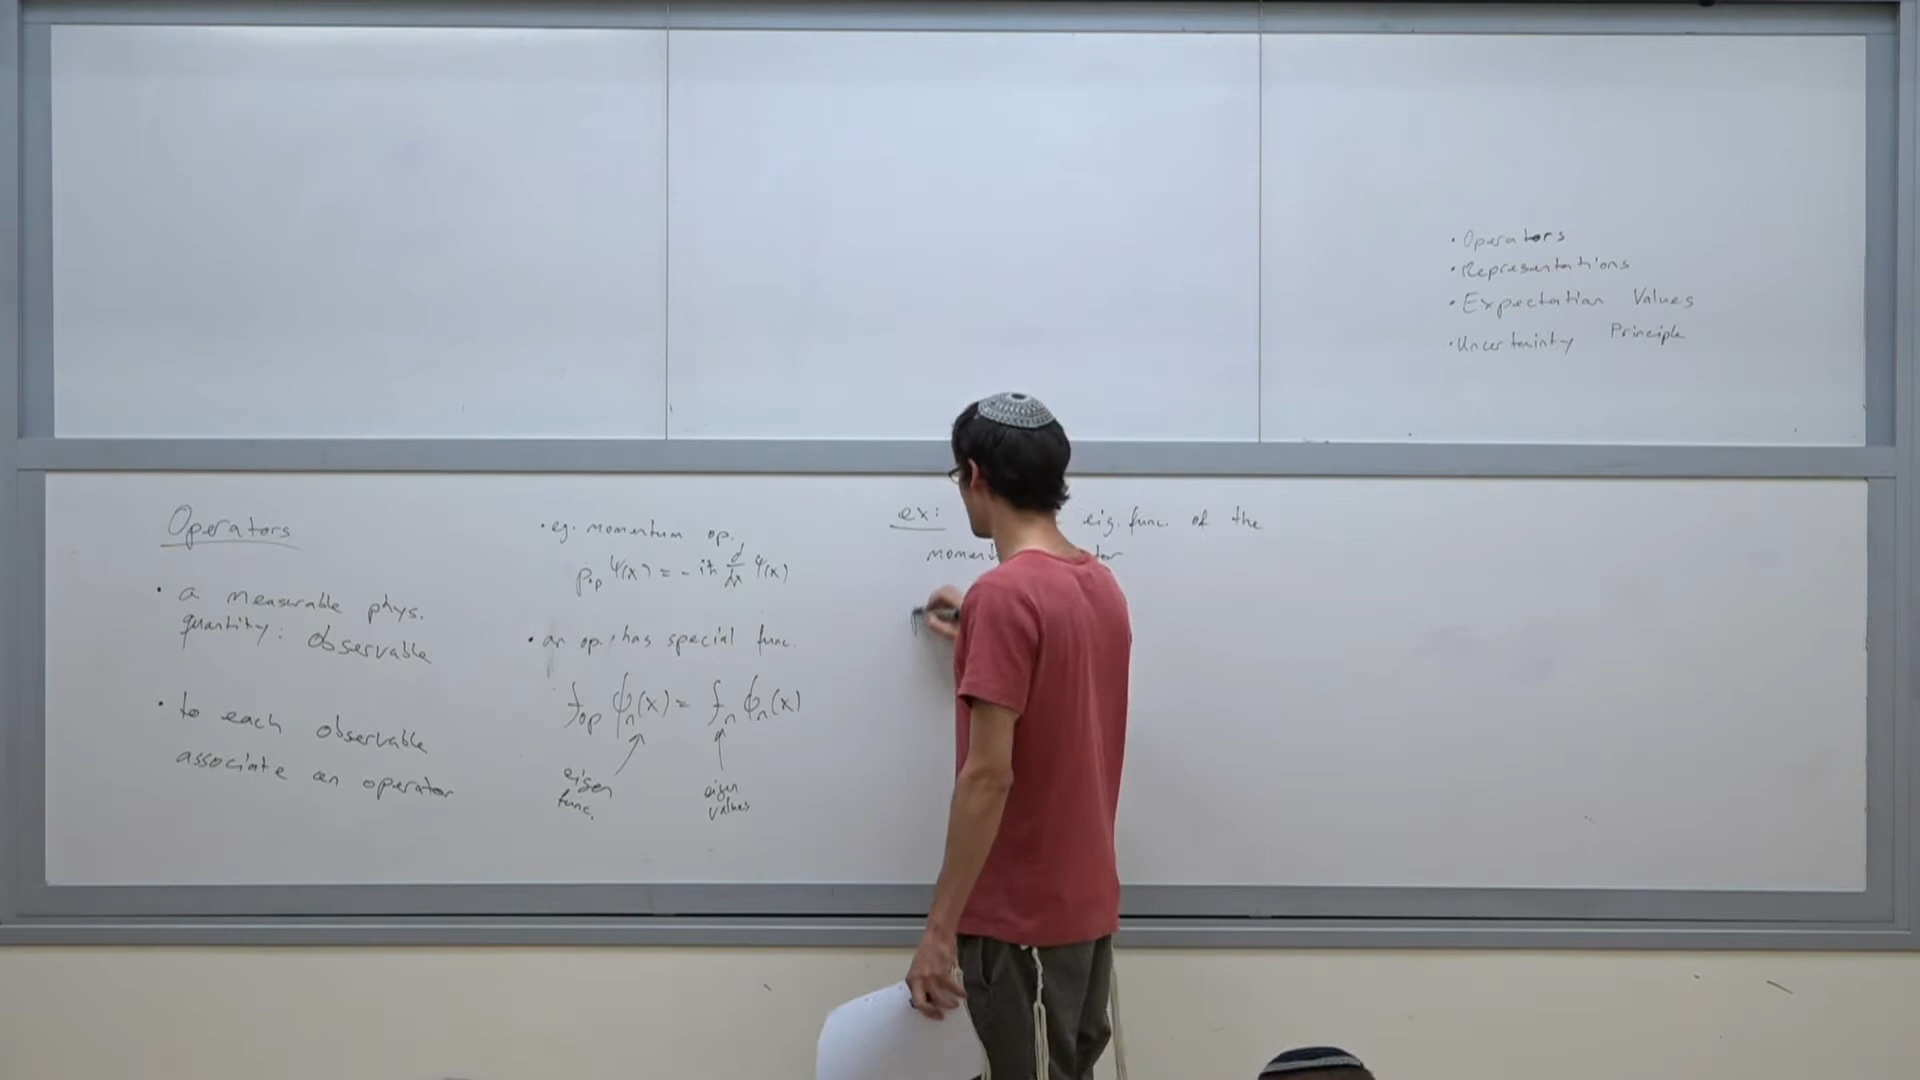 • Operators
• Representations
• Expectation Values
• Uncertainty Principle
Operators
• a measurable phys.
quantity: observable
• to each observable
associate an operator
• eg. momentum op.
p_op ψ(x) = -iħ d/dx ψ(x)
• an op. has special func.
f_op ϕ_n(x) = f_n ϕ_n(x)
eigen
func.
eigen
values
ex: eig. func. of the